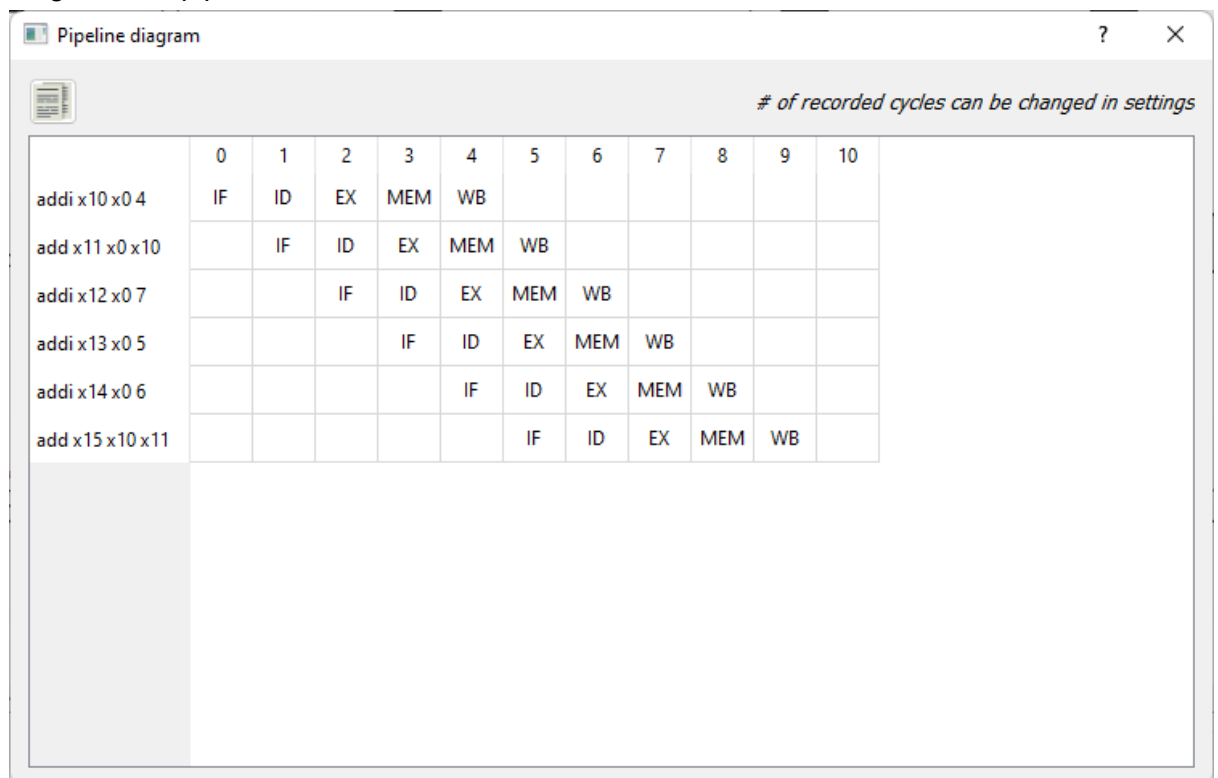 Pipeline diagram ?
# of recorded cycles can be changed in settings
0 1 2 3 4 5 6 7 8 9 10
addi x10 x0 4 IF ID EX MEM WB
add x11 x0 x10 IF ID EX MEM WB
addi x12 x0 7 IF ID EX MEM WB
addi x13 x0 5 IF ID EX MEM WB
addi x14 x0 6 IF ID EX MEM WB
add x15 x10 x11 IF ID EX MEM WB